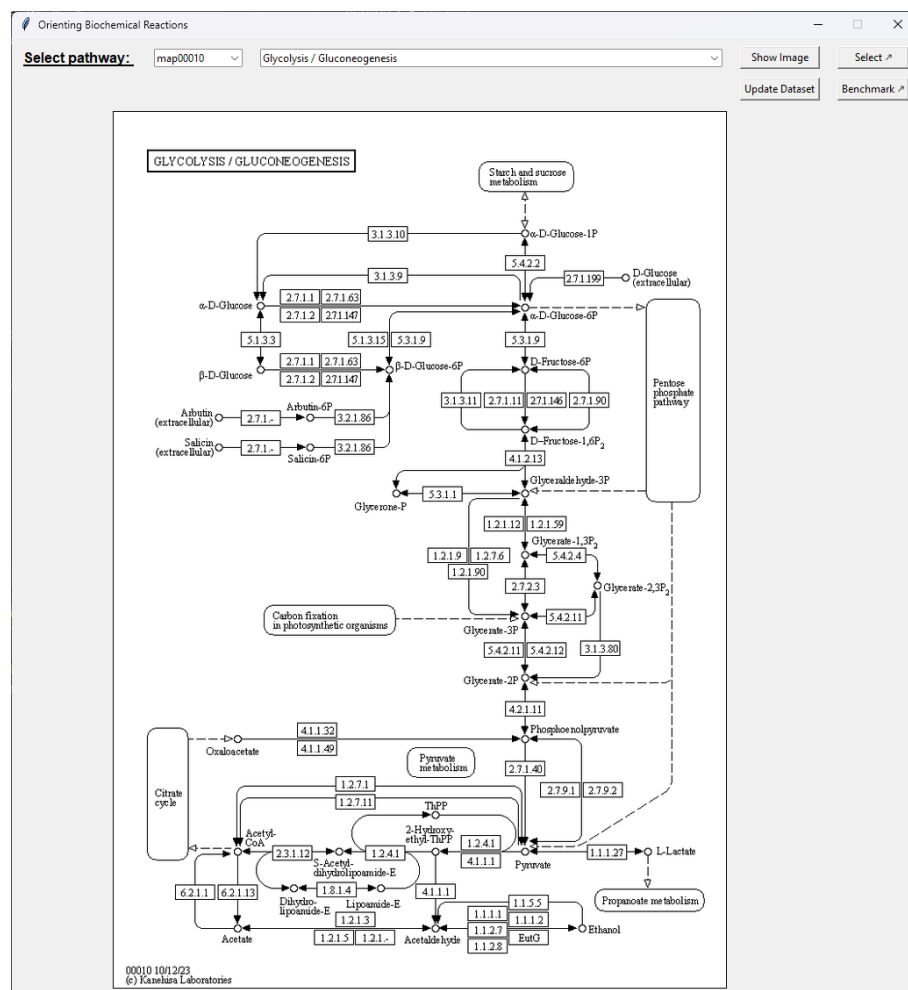 Orienting Biochemical Reactions
Select pathway:
map00010
Glycolysis / Gluconeogenesis
Show Image
Select ↗
Update Dataset
Benchmark ↗
GLYCOLYSIS / GLUCONEOGENESIS
Starch and sucrose
metabolism
3.1.3.10
α-D-Glucose-1P
5.4.2.2
3.1.3.9
2.7.1.199
D-Glucose
(extracellular)
α-D-Glucose
2.7.1.1
2.7.1.63
2.7.1.2
2.7.1.147
α-D-Glucose-6P
5.1.3.3
5.1.3.15
5.3.1.9
5.3.1.9
β-D-Glucose
2.7.1.1
2.7.1.63
2.7.1.2
2.7.1.147
β-D-Glucose-6P
D-Fructose-6P
Pentose
phosphate
pathway
3.1.3.11
2.7.1.11
2.7.1.146
2.7.1.90
Arbutin
(extracellular)
2.7.1.-
Arbutin-6P
3.2.1.86
Salicin
(extracellular)
2.7.1.-
Salicin-6P
3.2.1.86
D-Fructose-1,6P2
4.1.2.13
Glyceraldehyde-3P
Glycerone-P
5.3.1.1
1.2.1.12
1.2.1.59
1.2.1.9
1.2.7.6
1.2.1.90
Glycerate-1,3P2
5.4.2.4
2.7.2.3
Glycerate-2,3P2
Carbon fixation
in photosynthetic organisms
5.4.2.11
Glycerate-3P
5.4.2.11
5.4.2.12
3.1.3.80
Glycerate-2P
4.2.1.11
Oxaloacetate
4.1.1.32
4.1.1.49
Phosphoenolpyruvate
Pyruvate
metabolism
2.7.1.40
2.7.9.1
2.7.9.2
Citrate
cycle
1.2.7.1
1.2.7.11
ThPP
Acetyl-
CoA
2-Hydroxy-
ethyl-ThPP
2.3.1.12
S-Acetyl-
dihydrolipoamide-E
1.2.4.1
1.2.4.1
4.1.1.1
Pyruvate
1.1.1.27
L-Lactate
6.2.1.1
6.2.1.13
Dihydro-
lipoamide-E
1.8.1.4
Lipoamide-E
4.1.1.1
Propanoate metabolism
Acetate
1.2.1.3
1.2.1.5
1.2.1.-
Acetaldehyde
1.1.5.5
1.1.1.1
1.1.1.2
1.1.2.7
EutG
1.1.2.8
Ethanol
00010 10/12/23
(c) Kanehisa Laboratories